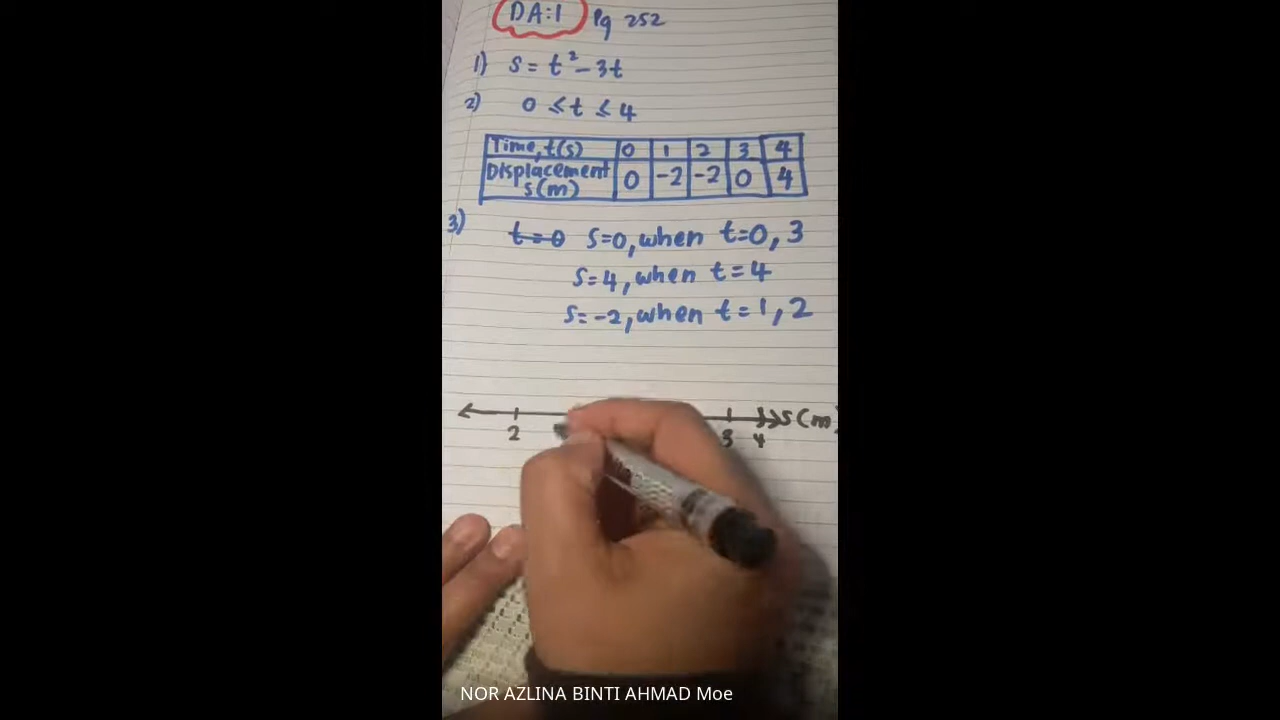 DA:1 Pg 252
1) s = t² - 3t
2) 0 ≤ t ≤ 4
Time, t(s) 0 1 2 3 4
Displacement s(m) 0 -2 -2 0 4
3) t=0 s=0, when t=0, 3
s=4, when t=4
s=-2, when t=1, 2
s(m)
2 3 4
NOR AZLINA BINTI AHMAD Moe